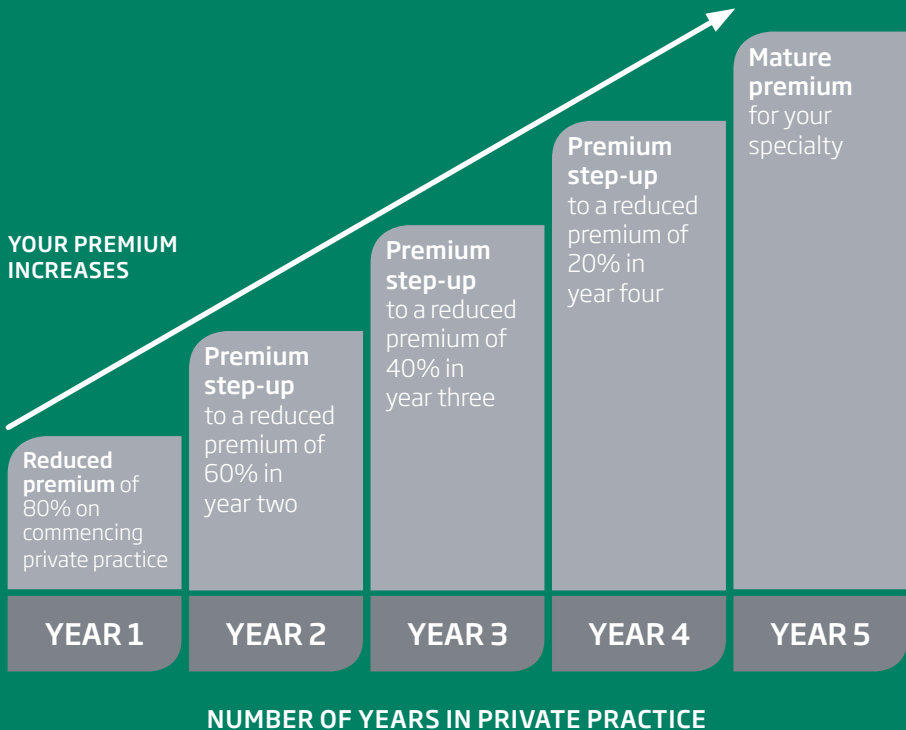 YOUR PREMIUM
INCREASES
Reduced
premium of
80% on
commencing
private practice
Premium
step-up
to a reduced
premium of
60% in
year two
Premium
step-up
to a reduced
premium of
40% in
year three
Premium
step-up
to a reduced
premium of
20% in
year four
Mature
premium
for your
specialty
YEAR 1
YEAR 2
YEAR 3
YEAR 4
YEAR 5
NUMBER OF YEARS IN PRIVATE PRACTICE